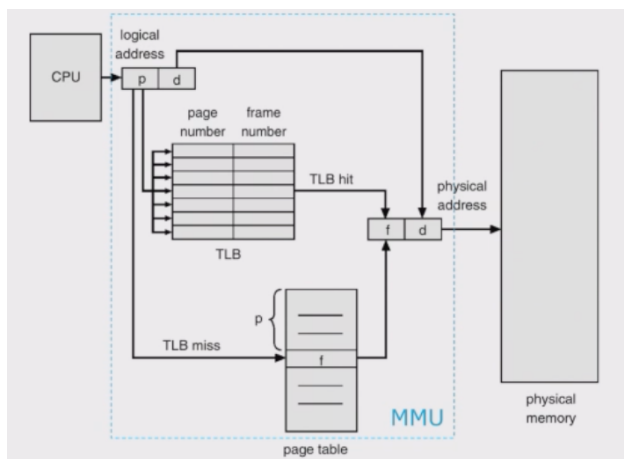 logical
address
CPU
p
d
page
number
frame
number
TLB hit
physical
address
f
d
TLB
p
TLB miss
f
MMU
physical
memory
page table